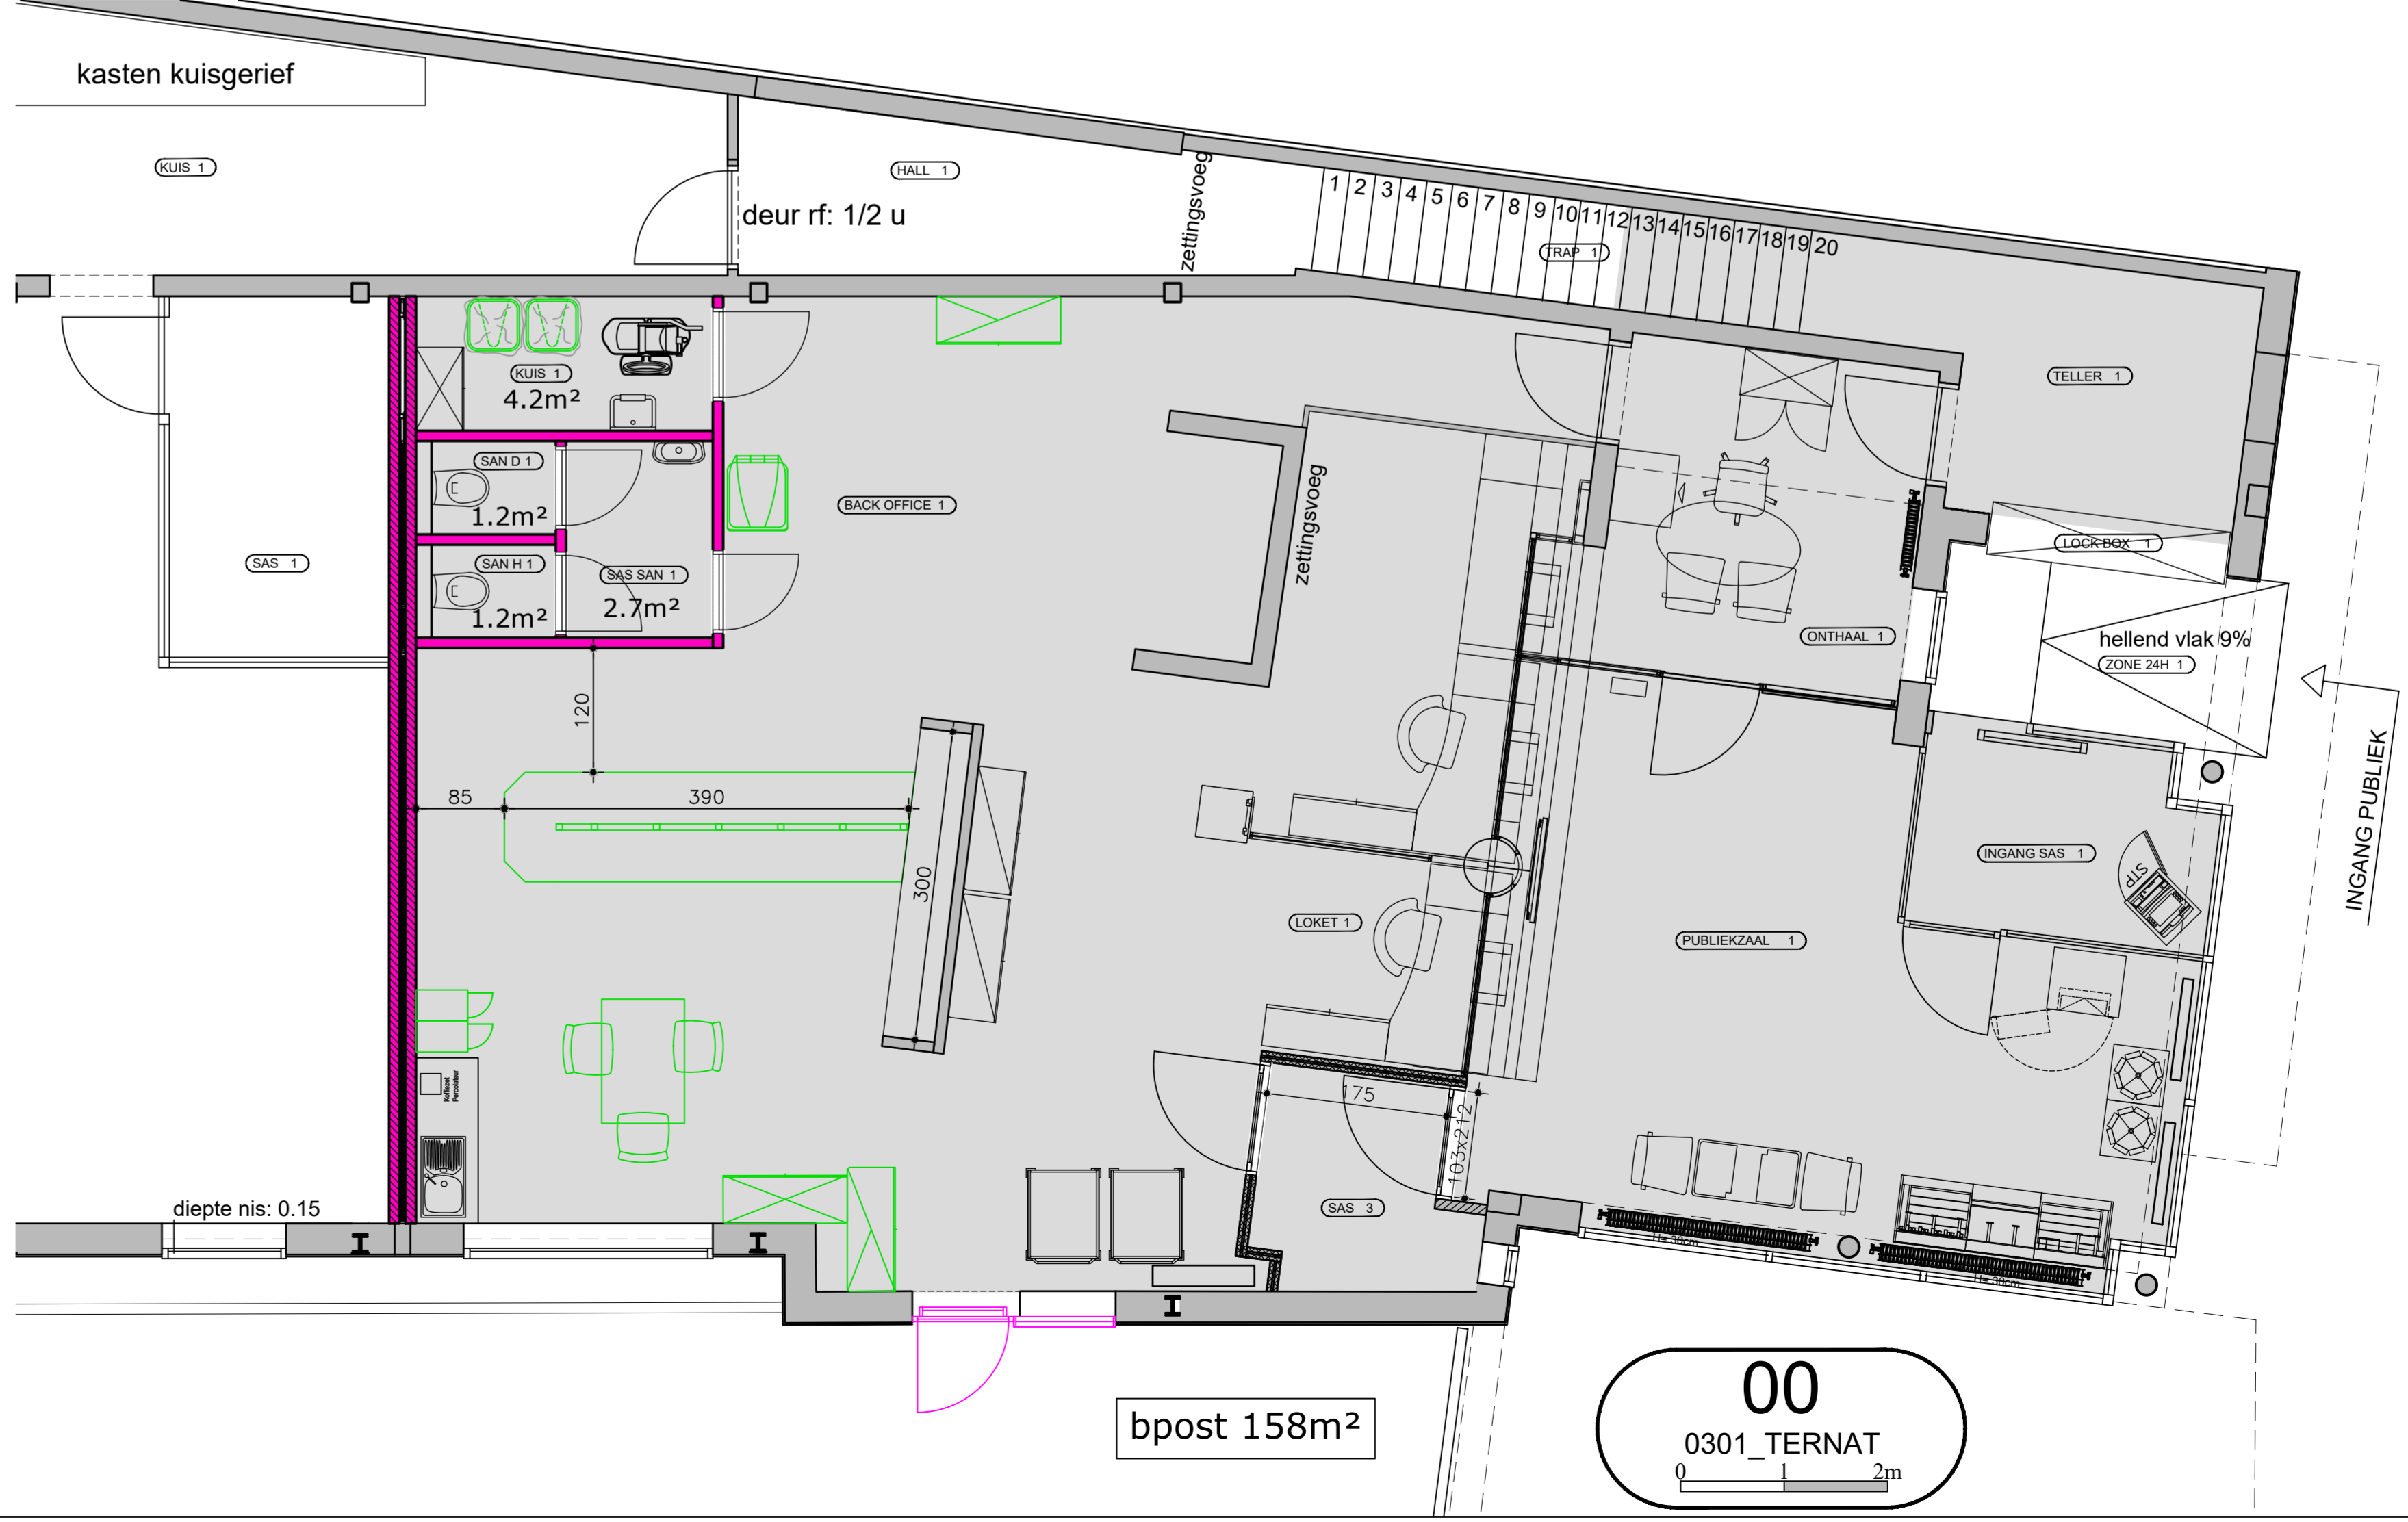 kasten kuisgerief
KUIS 1
HALL 1
deur rf: 1/2 u
zettingsvoeg
1
2
3
4
5
6
7
8
9
10
11
12
13
14
15
16
17
18
19
20
TRAP 1
TELLER 1
KUIS 1
4.2m²
SAN D 1
1.2m²
SAN H 1
1.2m²
SAS SAN 1
2.7m²
BACK OFFICE 1
SAS 1
zettingsvoeg
LOCK BOX 1
ONTHAAL 1
hellend vlak 9%
ZONE 24H 1
INGANG PUBLIEK
120
85
390
300
INGANG SAS 1
STP
LOKET 1
PUBLIEKZAAL 1
Koffiezet
Percolateur
175
103x212
SAS 3
diepte nis: 0.15
H= 30cm
H= 30cm
bpost 158m²
00
0301_TERNAT
0 1 2m